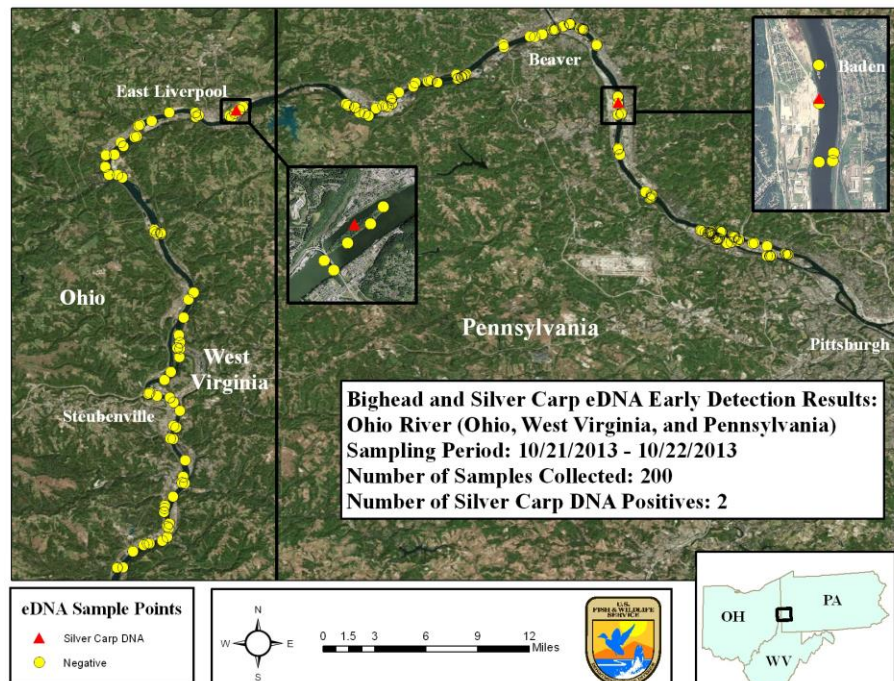 East Liverpool
Beaver
Baden
Ohio
West
Virginia
Pennsylvania
Pittsburgh
Steubenville
Bighead and Silver Carp eDNA Early Detection Results:
Ohio River (Ohio, West Virginia, and Pennsylvania)
Sampling Period: 10/21/2013 - 10/22/2013
Number of Samples Collected: 200
Number of Silver Carp DNA Positives: 2
eDNA Sample Points
Silver Carp DNA
Negative
N
W E
S
0 1.5 3 6 9 12
Miles
U.S.
FISH & WILDLIFE
SERVICE
OH
PA
WV